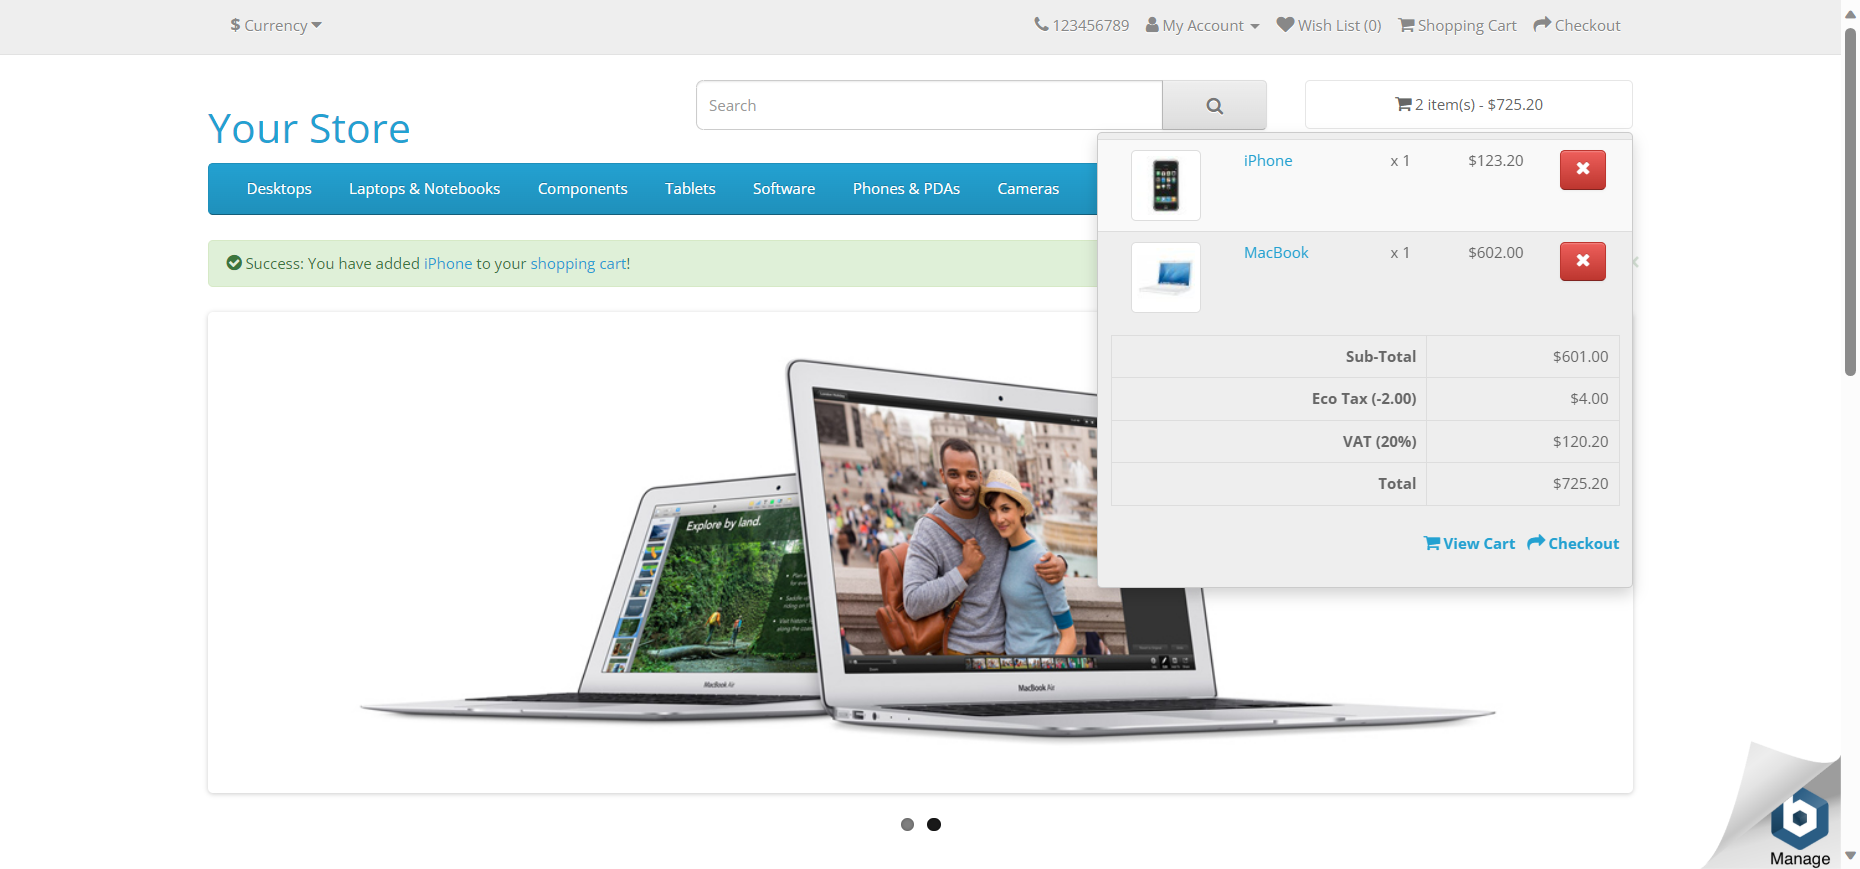 $ Currency
123456789 My Account Wish List (0) Shopping Cart Checkout
Your Store
Search
2 item(s) - $725.20
Desktops Laptops & Notebooks Components Tablets Software Phones & PDAs Cameras
iPhone x 1 $123.20
MacBook x 1 $602.00
Success: You have added iPhone to your shopping cart!
Sub-Total $601.00
Eco Tax (-2.00) $4.00
VAT (20%) $120.20
Total $725.20
View Cart Checkout
Explore by land.
MacBook Air
MacBook Air
Manage